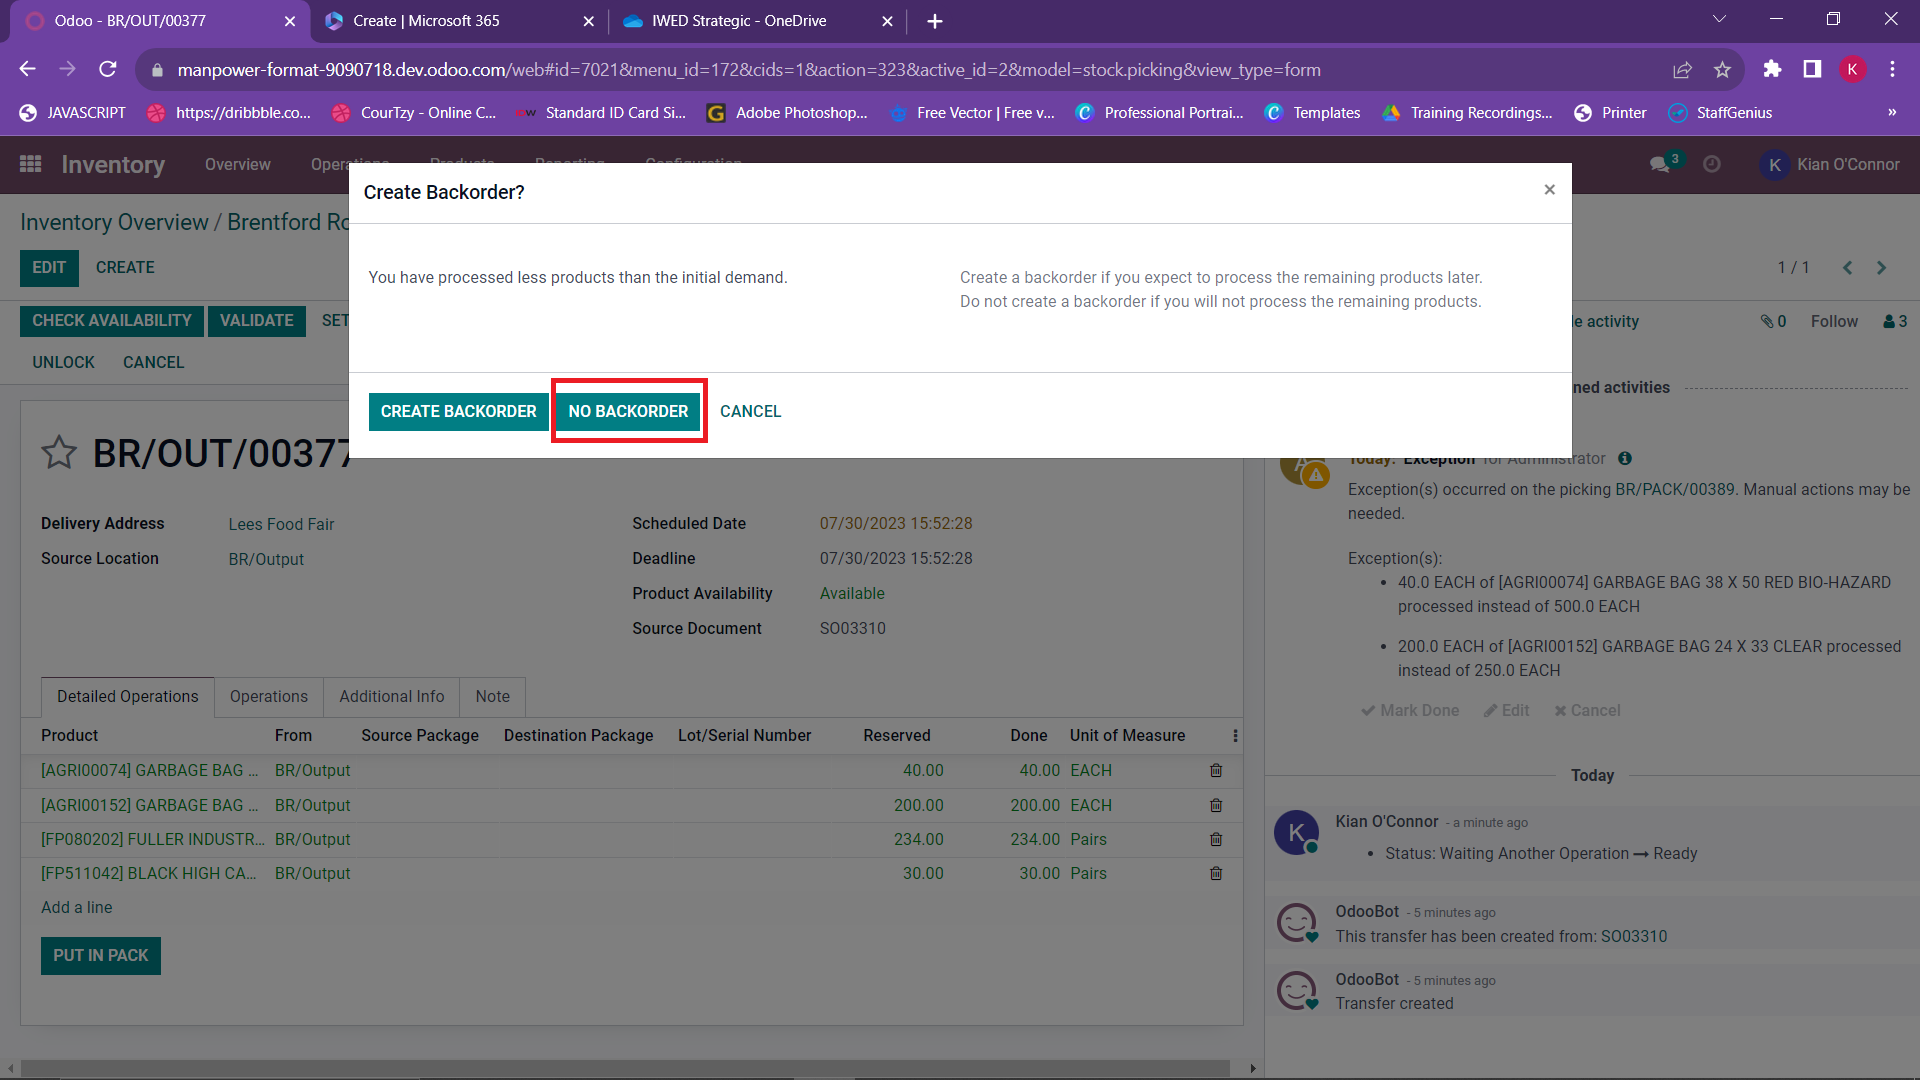 Odoo - BR/OUT/00377
Create | Microsoft 365
IWED Strategic - OneDrive
manpower-format-9090718.dev.odoo.com/web#id=7021&menu_id=172&cids=1&action=323&active_id=2&model=stock.picking&view_type=form
K
JAVASCRIPT
https://dribbble.co...
CourTzy - Online C...
Standard ID Card Si...
Adobe Photoshop...
Free Vector | Free v...
Professional Portrai...
Templates
Training Recordings...
Printer
StaffGenius
»
Inventory
Overview
Operations
Products
Reporting
Configuration
3
K
Kian O'Connor
Inventory Overview / Brentford Ro
EDIT
CREATE
1 / 1
CHECK AVAILABILITY
VALIDATE
SET
UNLOCK
CANCEL
le activity
0
Follow
3
Create Backorder?
×
You have processed less products than the initial demand.
Create a backorder if you expect to process the remaining products later.
Do not create a backorder if you will not process the remaining products.
CREATE BACKORDER
NO BACKORDER
CANCEL
BR/OUT/00377
Delivery Address
Lees Food Fair
Source Location
BR/Output
Scheduled Date
07/30/2023 15:52:28
Deadline
07/30/2023 15:52:28
Product Availability
Available
Source Document
SO03310
Detailed Operations
Operations
Additional Info
Note
Product From Source Package Destination Package Lot/Serial Number Reserved Done Unit of Measure
[AGRI00074] GARBAGE BAG ... BR/Output 40.00 40.00 EACH
[AGRI00152] GARBAGE BAG ... BR/Output 200.00 200.00 EACH
[FP080202] FULLER INDUSTR... BR/Output 234.00 234.00 Pairs
[FP511042] BLACK HIGH CA... BR/Output 30.00 30.00 Pairs
Add a line
PUT IN PACK
ned activities
A
Today: Exception for Administrator
Exception(s) occurred on the picking BR/PACK/00389. Manual actions may be
needed.
Exception(s):
• 40.0 EACH of [AGRI00074] GARBAGE BAG 38 X 50 RED BIO-HAZARD
processed instead of 500.0 EACH
• 200.0 EACH of [AGRI00152] GARBAGE BAG 24 X 33 CLEAR processed
instead of 250.0 EACH
Mark Done
Edit
Cancel
Today
K
Kian O'Connor - a minute ago
• Status: Waiting Another Operation → Ready
OdooBot - 5 minutes ago
This transfer has been created from: SO03310
OdooBot - 5 minutes ago
Transfer created